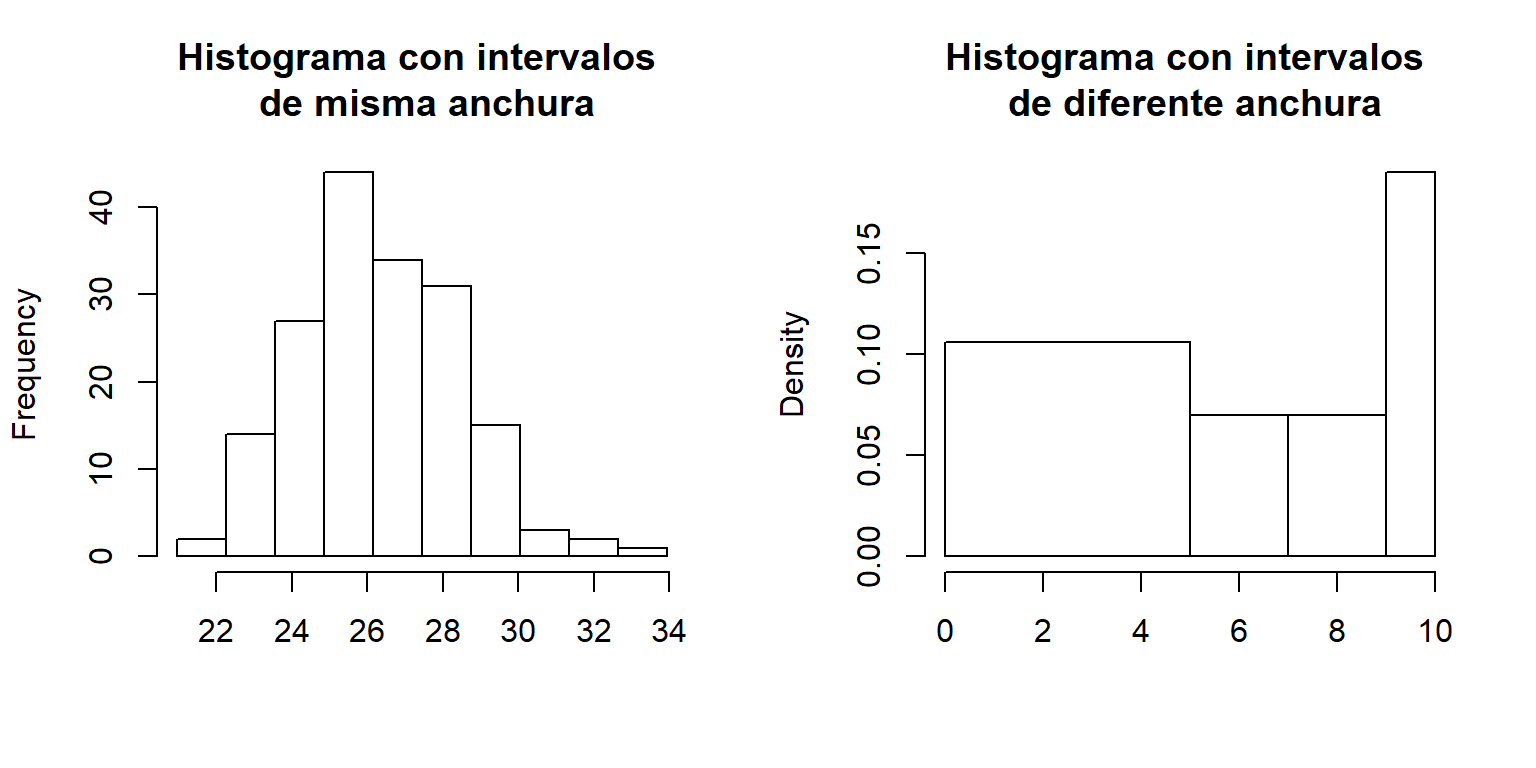 Histograma con intervalos
de misma anchura
Frequency
40
30
20
10
0
22 24 26 28 30 32 34
Histograma con intervalos
de diferente anchura
Density
0.15
0.10
0.05
0.00
0 2 4 6 8 10